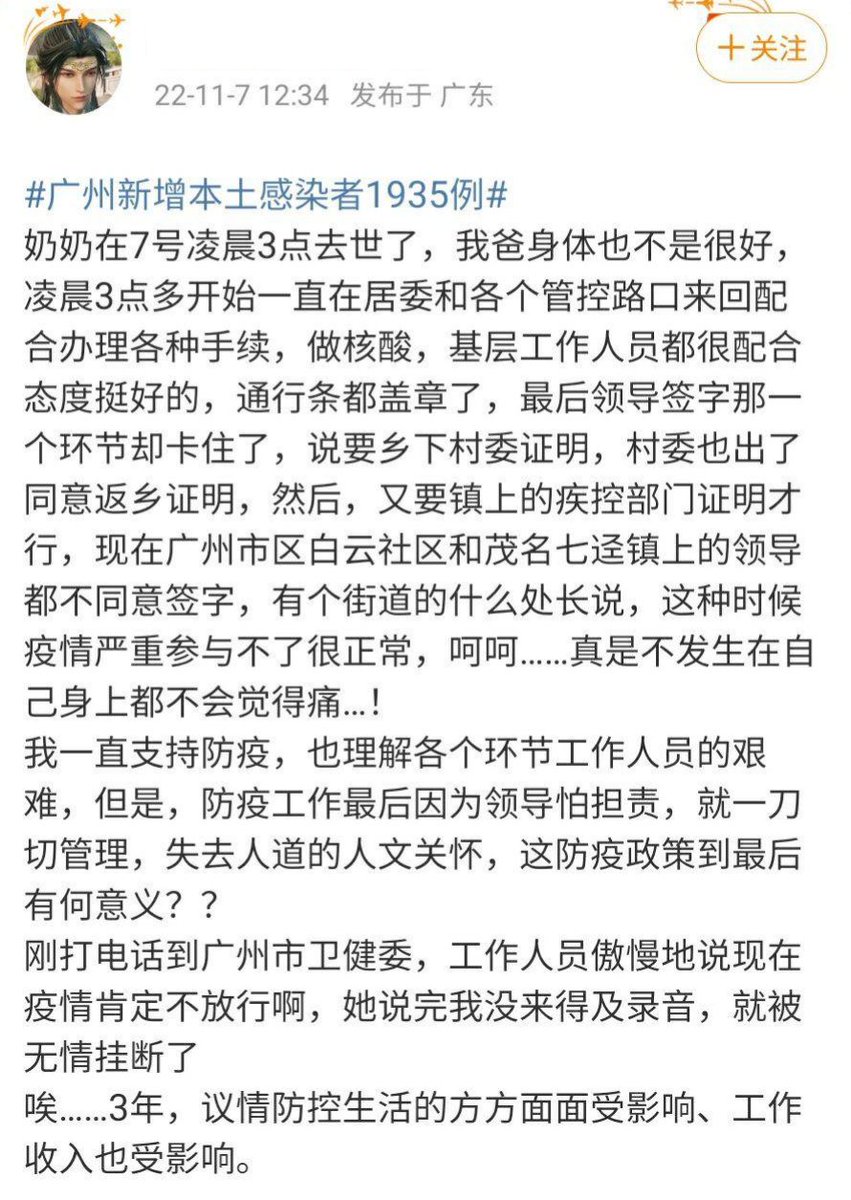 十关注
22-11-7 12:34 发布于 广东
#广州新增本土感染者1935例#
奶奶在7号凌晨3点去世了，我爸身体也不是很好，
凌晨3点多开始一直在居委和各个管控路口来回配
合办理各种手续，做核酸，基层工作人员都很配合
态度挺好的，通行条都盖章了，最后领导签字那一
个环节却卡住了，说要乡下村委证明，村委也出了
同意返乡证明，然后，又要镇上的疾控部门证明才
行，现在广州市区白云社区和茂名七迳镇上的领导
都不同意签字，有个街道的什么处长说，这种时候
疫情严重参与不了很正常，呵呵……真是不发生在自
己身上都不会觉得痛…！
我一直支持防疫，也理解各个环节工作人员的艰
难，但是，防疫工作最后因为领导怕担责，就一刀
切管理，失去人道的人文关怀，这防疫政策到最后
有何意义？？
刚打电话到广州市卫健委，工作人员傲慢地说现在
疫情肯定不放行啊，她说完我没来得及录音，就被
无情挂断了
唉……3年，议情防控生活的方方面面受影响、工作
收入也受影响。